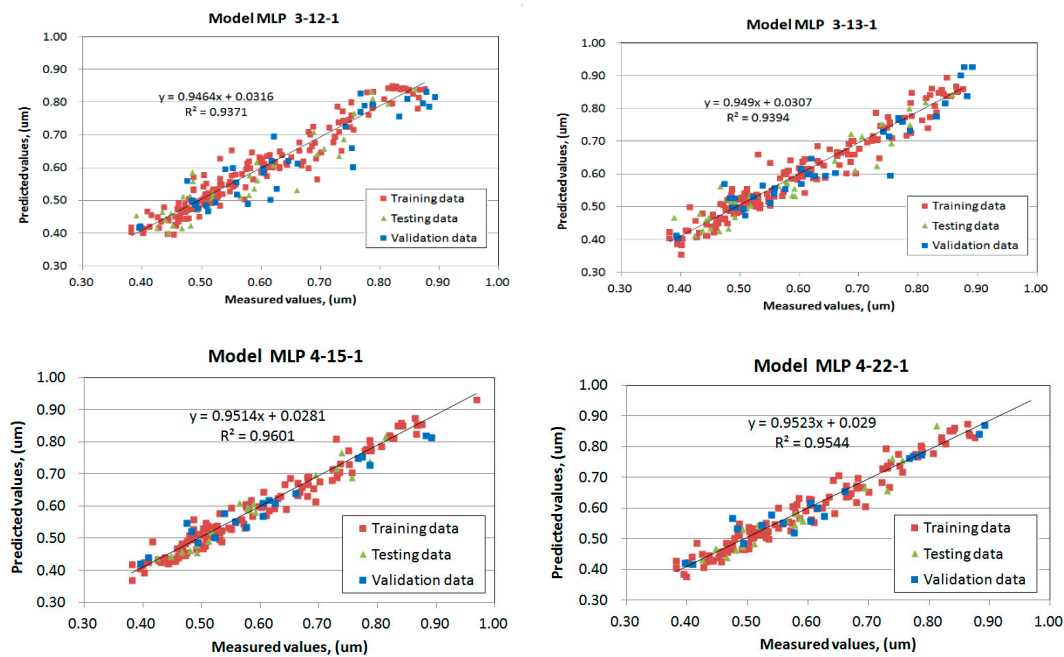 Model MLP 3-12-1
1.00
0.90
0.80
0.70
0.60
0.50
0.40
0.30
Predicted values, (um)
y = 0.9464x + 0.0316
R² = 0.9371
Training data
Testing data
Validation data
0.30 0.40 0.50 0.60 0.70 0.80 0.90 1.00
Measured values, (um)
Model MLP 3-13-1
1.00
0.90
0.80
0.70
0.60
0.50
0.40
0.30
Predicted values, (um)
y = 0.949x + 0.0307
R² = 0.9394
Training data
Testing data
Validation data
0.30 0.40 0.50 0.60 0.70 0.80 0.90 1.00
Measured values, (um)
Model MLP 4-15-1
1.00
0.90
0.80
0.70
0.60
0.50
0.40
0.30
Predicted values, (um)
y = 0.9514x + 0.0281
R² = 0.9601
Training data
Testing data
Validation data
0.30 0.40 0.50 0.60 0.70 0.80 0.90 1.00
Measured values, (um)
Model MLP 4-22-1
1.00
0.90
0.80
0.70
0.60
0.50
0.40
0.30
Predicted values, (um)
y = 0.9523x + 0.029
R² = 0.9544
Training data
Testing data
Validation data
0.30 0.40 0.50 0.60 0.70 0.80 0.90 1.00
Measured values, (um)